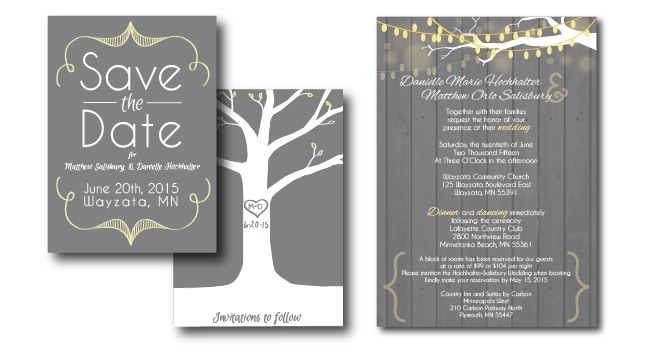 Save
the
Date
for
Matthew Salisbury & Danielle Hochhalter
June 20th, 2015
Wayzata, MN
M+D
6·20·15
Invitations to follow
Danielle Marie Hochhalter
&
Matthew Orlo Salisbury
Together with their families
request the honor of your
presence at their wedding
Saturday, the twentieth of June
Two Thousand Fifteen
At Three O'Clock in the afternoon
Wayzata Community Church
125 Wayzata Boulevard East
Wayzata, MN 55391
Dinner and dancing immediately
following the ceremony
Lafayette Country Club
2800 Northview Road
Minnetonka Beach, MN 55361
A block of rooms has been reserved for our guests
at a rate of $99 or $104 per night
Please mention the Hochhalter-Salisbury Wedding when booking
Kindly make your reservation by May 15, 2015
Country Inn and Suites by Carlson
Minneapolis West
210 Carlson Parkway North
Plymouth, MN 55447